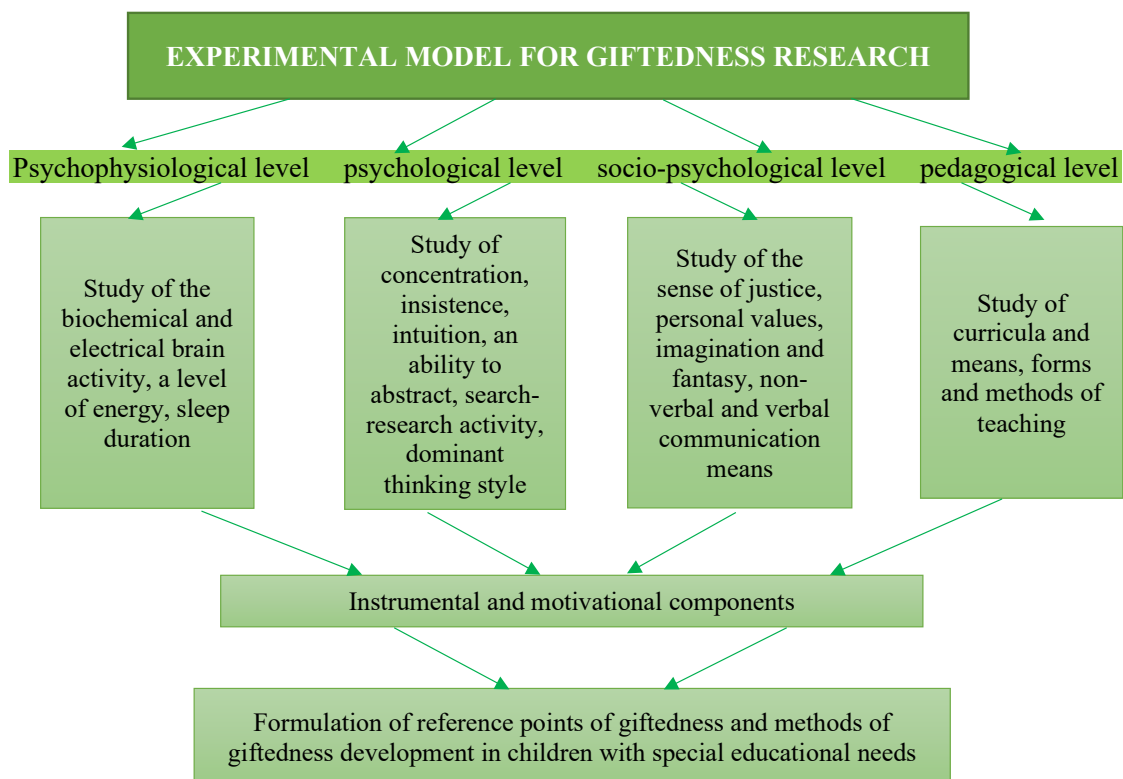 EXPERIMENTAL MODEL FOR GIFTEDNESS RESEARCH
Psychophysiological level
psychological level
socio-psychological level
pedagogical level
Study of the
biochemical and
electrical brain
activity, a level
of energy, sleep
duration
Study of
concentration,
insistence,
intuition, an
ability to
abstract, search-
research activity,
dominant
thinking style
Study of the
sense of justice,
personal values,
imagination and
fantasy, non-
verbal and verbal
communication
means
Study of
curricula and
means, forms
and methods of
teaching
Instrumental and motivational components
Formulation of reference points of giftedness and methods of
giftedness development in children with special educational needs